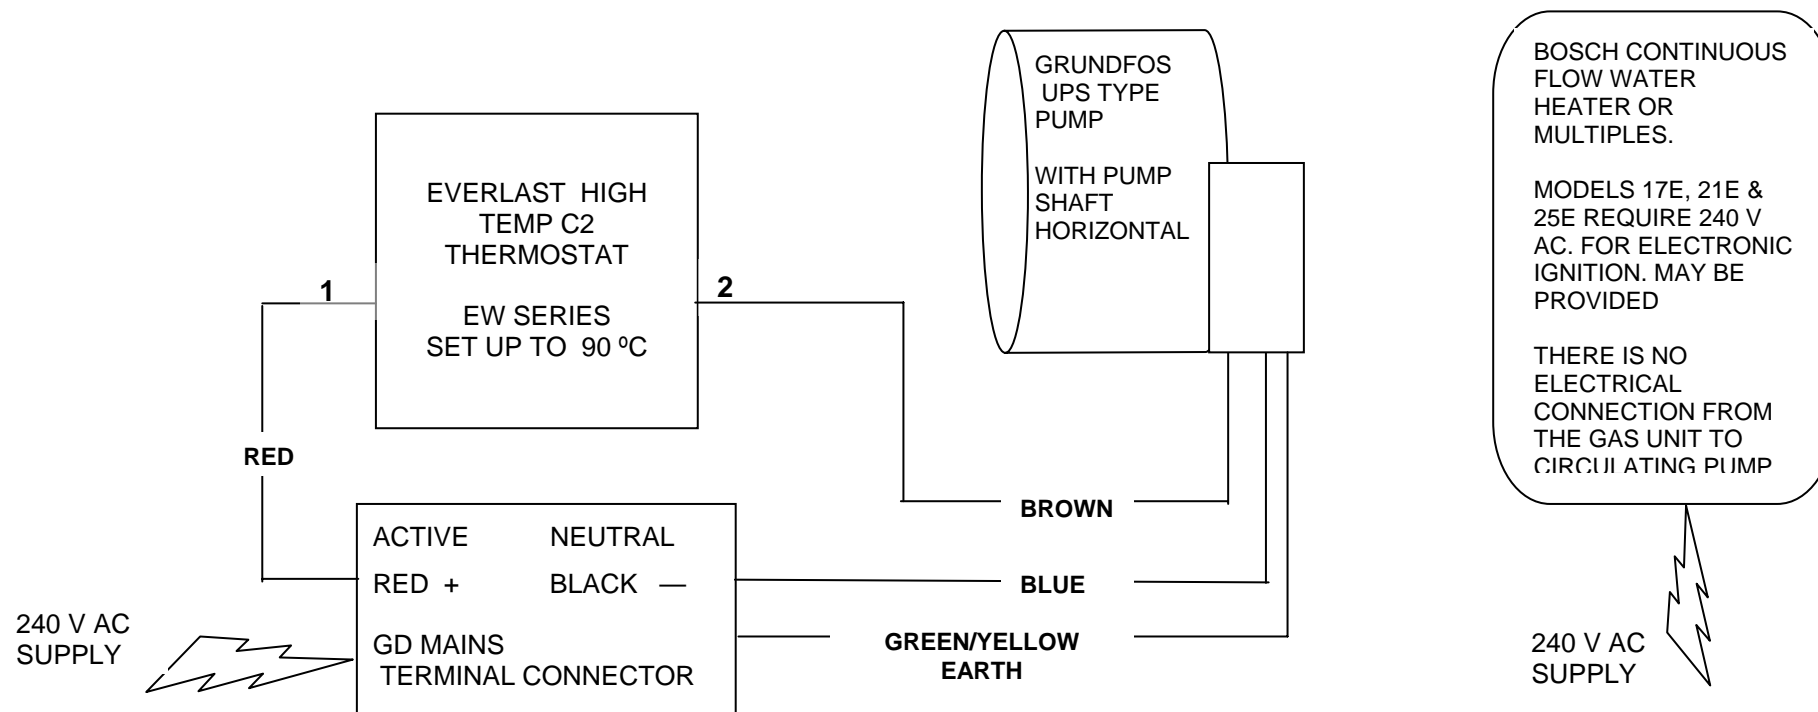 GRUNDFOS
UPS TYPE
PUMP
WITH PUMP
SHAFT
HORIZONTAL
BOSCH CONTINUOUS
FLOW WATER
HEATER OR
MULTIPLES.
MODELS 17E, 21E &
25E REQUIRE 240 V
AC. FOR ELECTRONIC
IGNITION. MAY BE
PROVIDED
THERE IS NO
ELECTRICAL
CONNECTION FROM
THE GAS UNIT TO
CIRCULATING PUMP
EVERLAST HIGH
TEMP C2
THERMOSTAT
EW SERIES
SET UP TO 90 ºC
1
2
RED
BROWN
ACTIVE NEUTRAL
RED + BLACK —
BLUE
GD MAINS
TERMINAL CONNECTOR
GREEN/YELLOW
EARTH
240 V AC
SUPPLY
240 V AC
SUPPLY